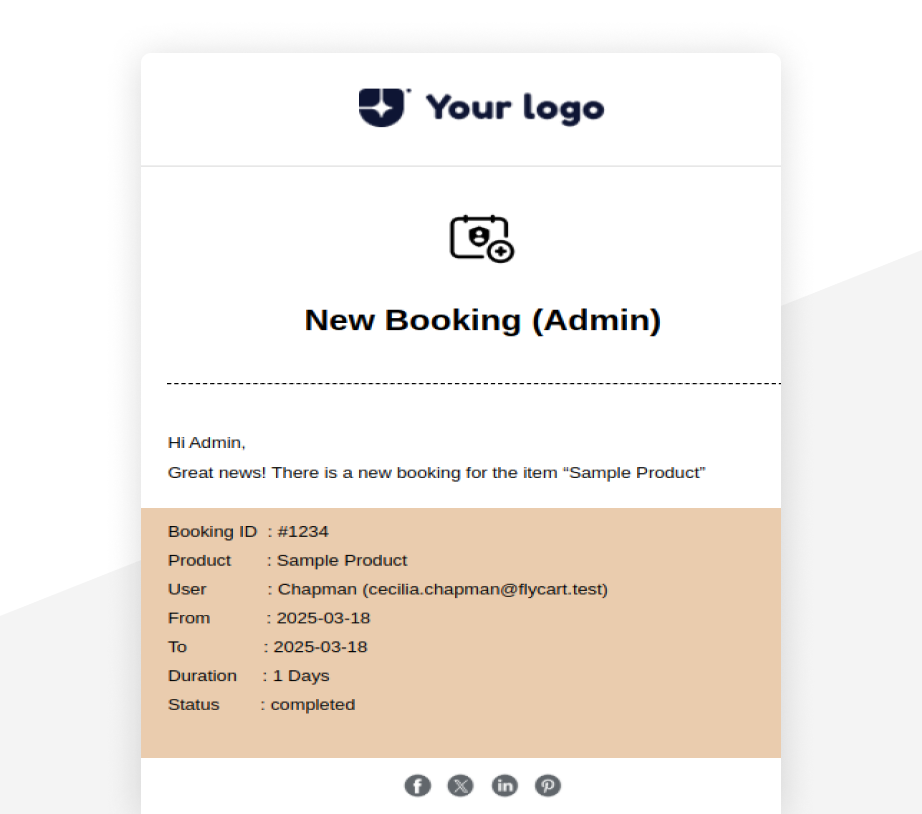 Your logo
New Booking (Admin)
Hi Admin,
Great news! There is a new booking for the item “Sample Product”
Booking ID : #1234
Product : Sample Product
User : Chapman (cecilia.chapman@flycart.test)
From : 2025-03-18
To : 2025-03-18
Duration : 1 Days
Status : completed